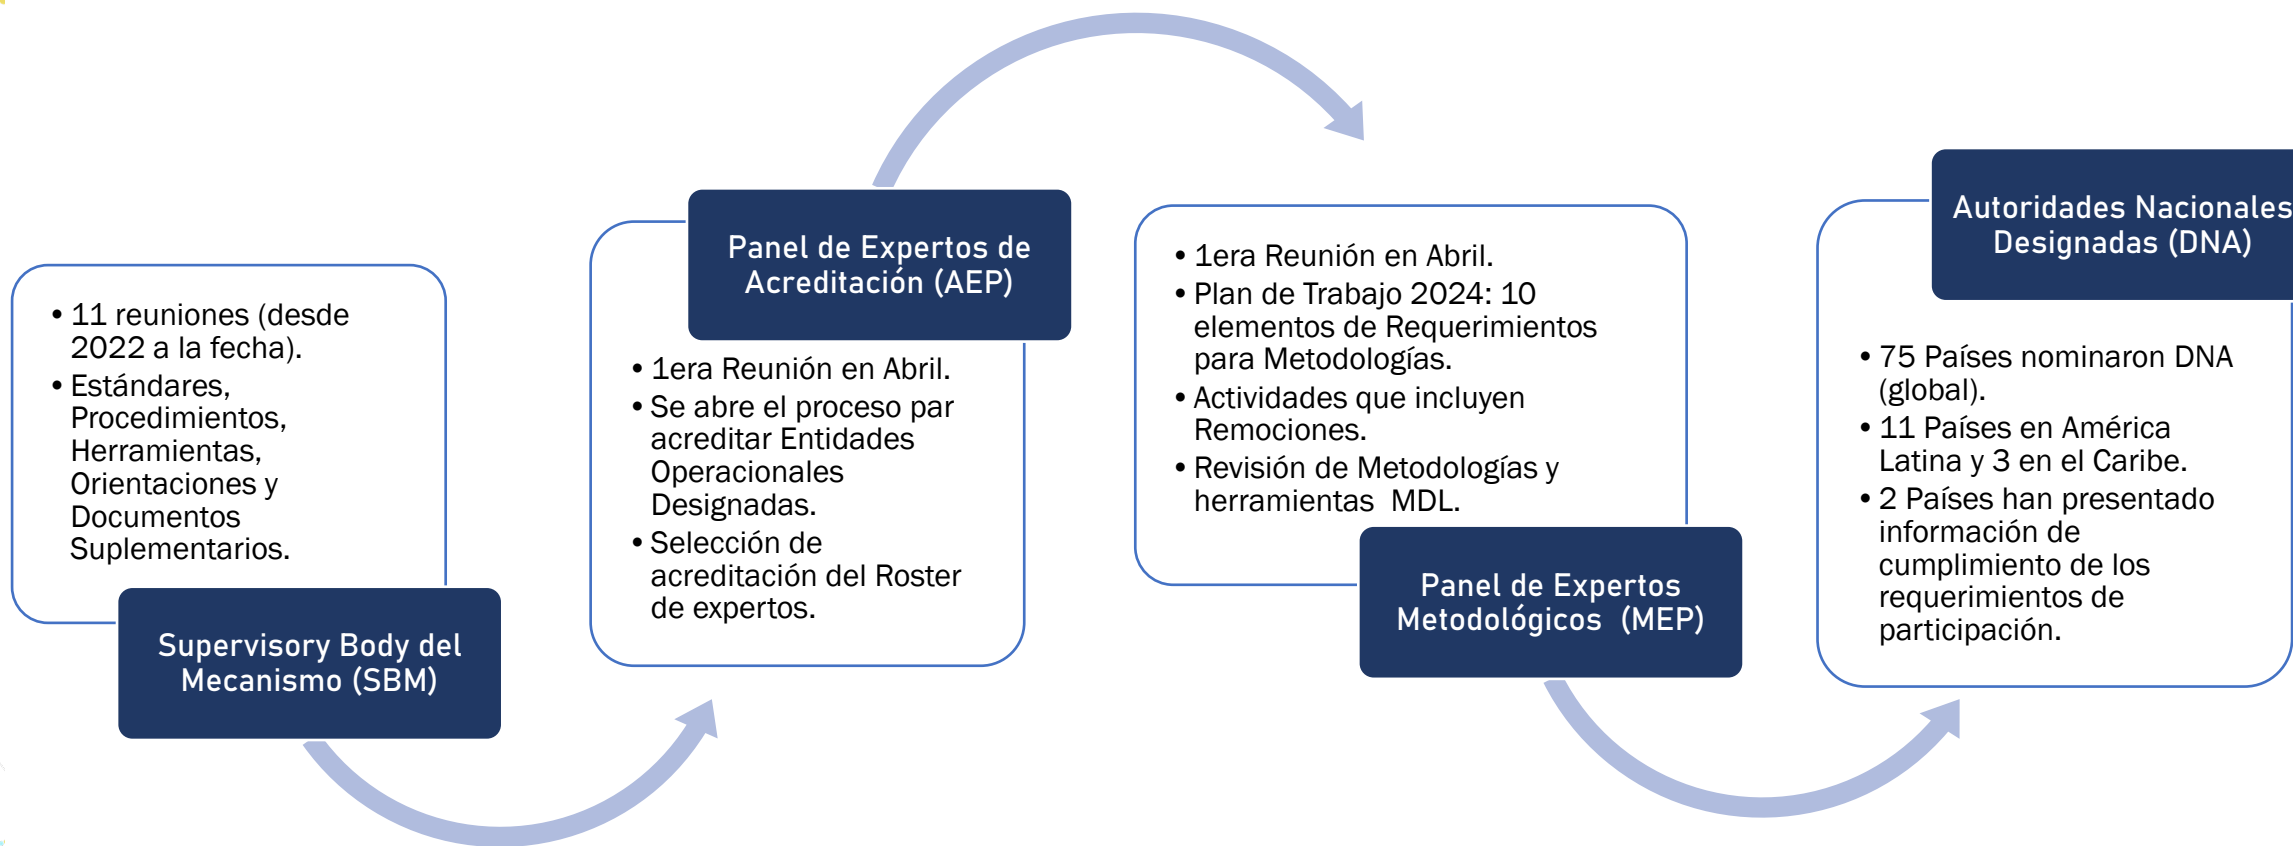 • 11 reuniones (desde
2022 a la fecha).
• Estándares,
Procedimientos,
Herramientas,
Orientaciones y
Documentos
Suplementarios.
Supervisory Body del
Mecanismo (SBM)
Panel de Expertos de
Acreditación (AEP)
• 1era Reunión en Abril.
• Se abre el proceso par
acreditar Entidades
Operacionales
Designadas.
• Selección de
acreditación del Roster
de expertos.
• 1era Reunión en Abril.
• Plan de Trabajo 2024: 10
elementos de Requerimientos
para Metodologías.
• Actividades que incluyen
Remociones.
• Revisión de Metodologías y
herramientas  MDL.
Panel de Expertos
Metodológicos  (MEP)
Autoridades Nacionales
Designadas (DNA)
• 75 Países nominaron DNA
(global).
• 11 Países en América
Latina y 3 en el Caribe.
• 2 Países han presentado
información de
cumplimiento de los
requerimientos de
participación.